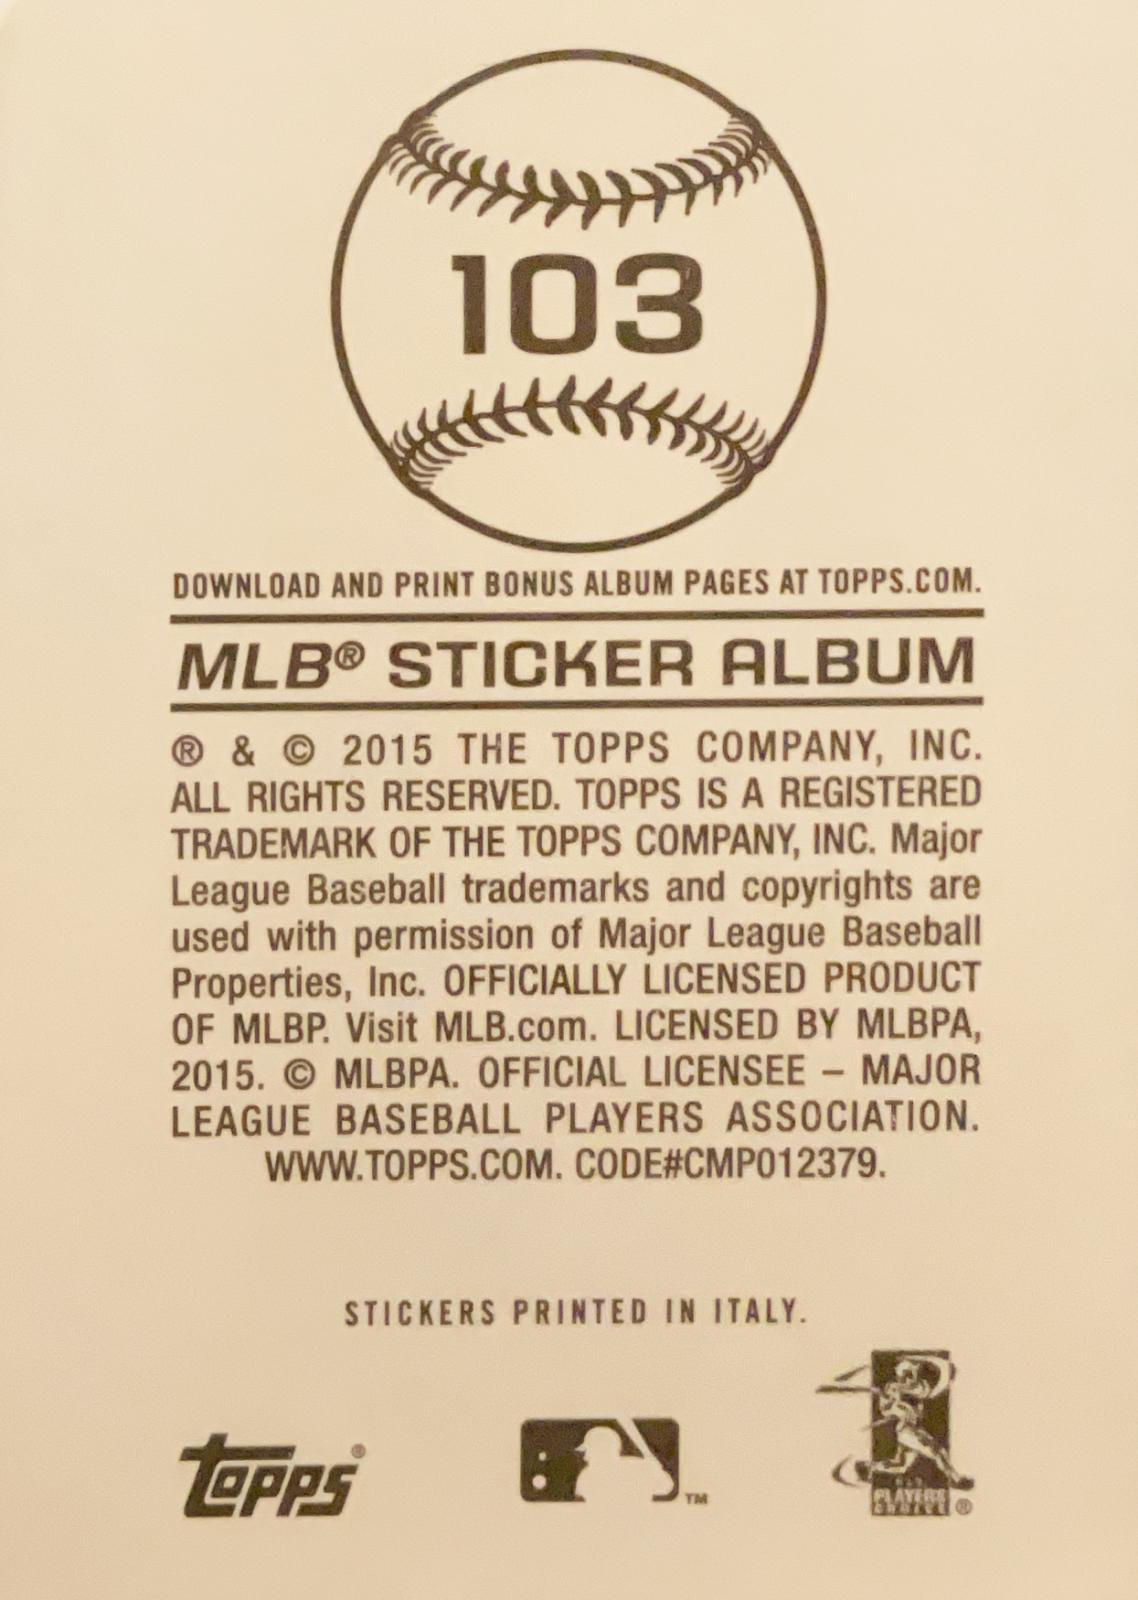 103
DOWNLOAD AND PRINT BONUS ALBUM PAGES AT TOPPS.COM.
MLB® STICKER ALBUM
® & © 2015 THE TOPPS COMPANY, INC.
ALL RIGHTS RESERVED. TOPPS IS A REGISTERED
TRADEMARK OF THE TOPPS COMPANY, INC. Major
League Baseball trademarks and copyrights are
used with permission of Major League Baseball
Properties, Inc. OFFICIALLY LICENSED PRODUCT
OF MLBP. Visit MLB.com. LICENSED BY MLBPA,
2015. © MLBPA. OFFICIAL LICENSEE – MAJOR
LEAGUE BASEBALL PLAYERS ASSOCIATION.
WWW.TOPPS.COM. CODE#CMP012379.
STICKERS PRINTED IN ITALY.
topps®
TM
PLAYERS
CHOICE®